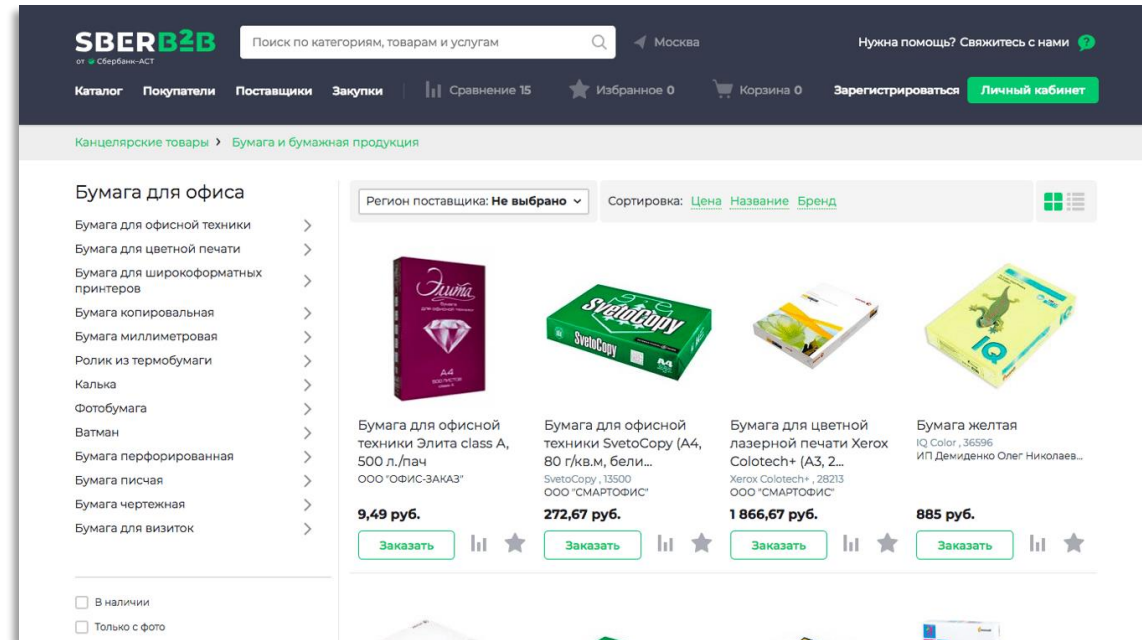 SBERB2B
от Сбербанк-АСТ
Поиск по категориям, товарам и услугам
Москва
Нужна помощь? Свяжитесь с нами ?
Каталог Покупатели Поставщики Закупки Сравнение 15 Избранное 0 Корзина 0 Зарегистрироваться Личный кабинет
Канцелярские товары > Бумага и бумажная продукция
Бумага для офиса
Бумага для офисной техники
Бумага для цветной печати
Бумага для широкоформатных
принтеров
Бумага копировальная
Бумага миллиметровая
Ролик из термобумаги
Калька
Фотобумага
Ватман
Бумага перфорированная
Бумага писчая
Бумага чертежная
Бумага для визиток
В наличии
Только с фото
Регион поставщика: Не выбрано
Сортировка: Цена Название Бренд
Элита
A4
Бумага для офисной
техники Элита class A,
500 л./пач
ООО "ОФИС-ЗАКАЗ"
9,49 руб.
Заказать
SvetoCopy
SvetoCopy
A4
Бумага для офисной
техники SvetoCopy (A4,
80 г/кв.м, бели...
SvetoCopy , 13500
ООО "СМАРТОФИС"
272,67 руб.
Заказать
Бумага для цветной
лазерной печати Xerox
Colotech+ (A3, 2...
Xerox Colotech+ , 28213
ООО "СМАРТОФИС"
1 866,67 руб.
Заказать
IQ
Бумага желтая
IQ Color , 36596
ИП Демиденко Олег Николаев...
885 руб.
Заказать